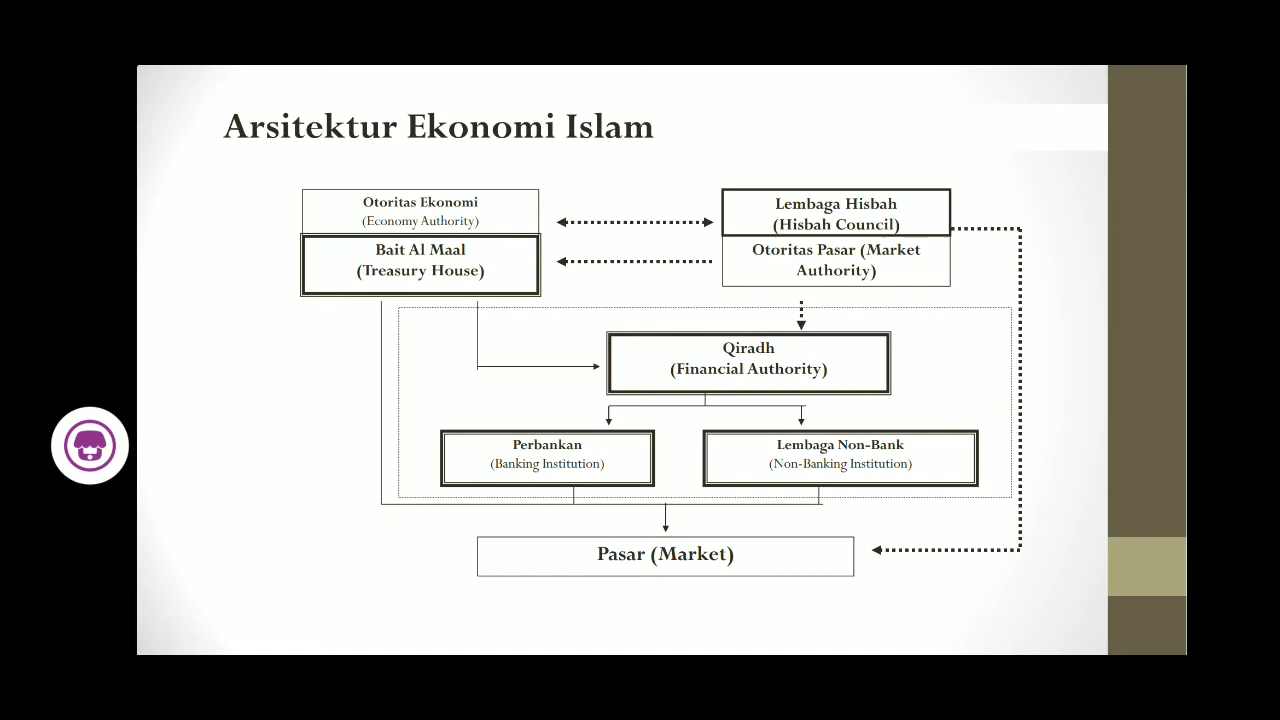 Arsitektur Ekonomi Islam
Otoritas Ekonomi
(Economy Authority)
Bait Al Maal
(Treasury House)
Lembaga Hisbah
(Hisbah Council)
Otoritas Pasar (Market
Authority)
Qiradh
(Financial Authority)
Perbankan
(Banking Institution)
Lembaga Non-Bank
(Non-Banking Institution)
Pasar (Market)